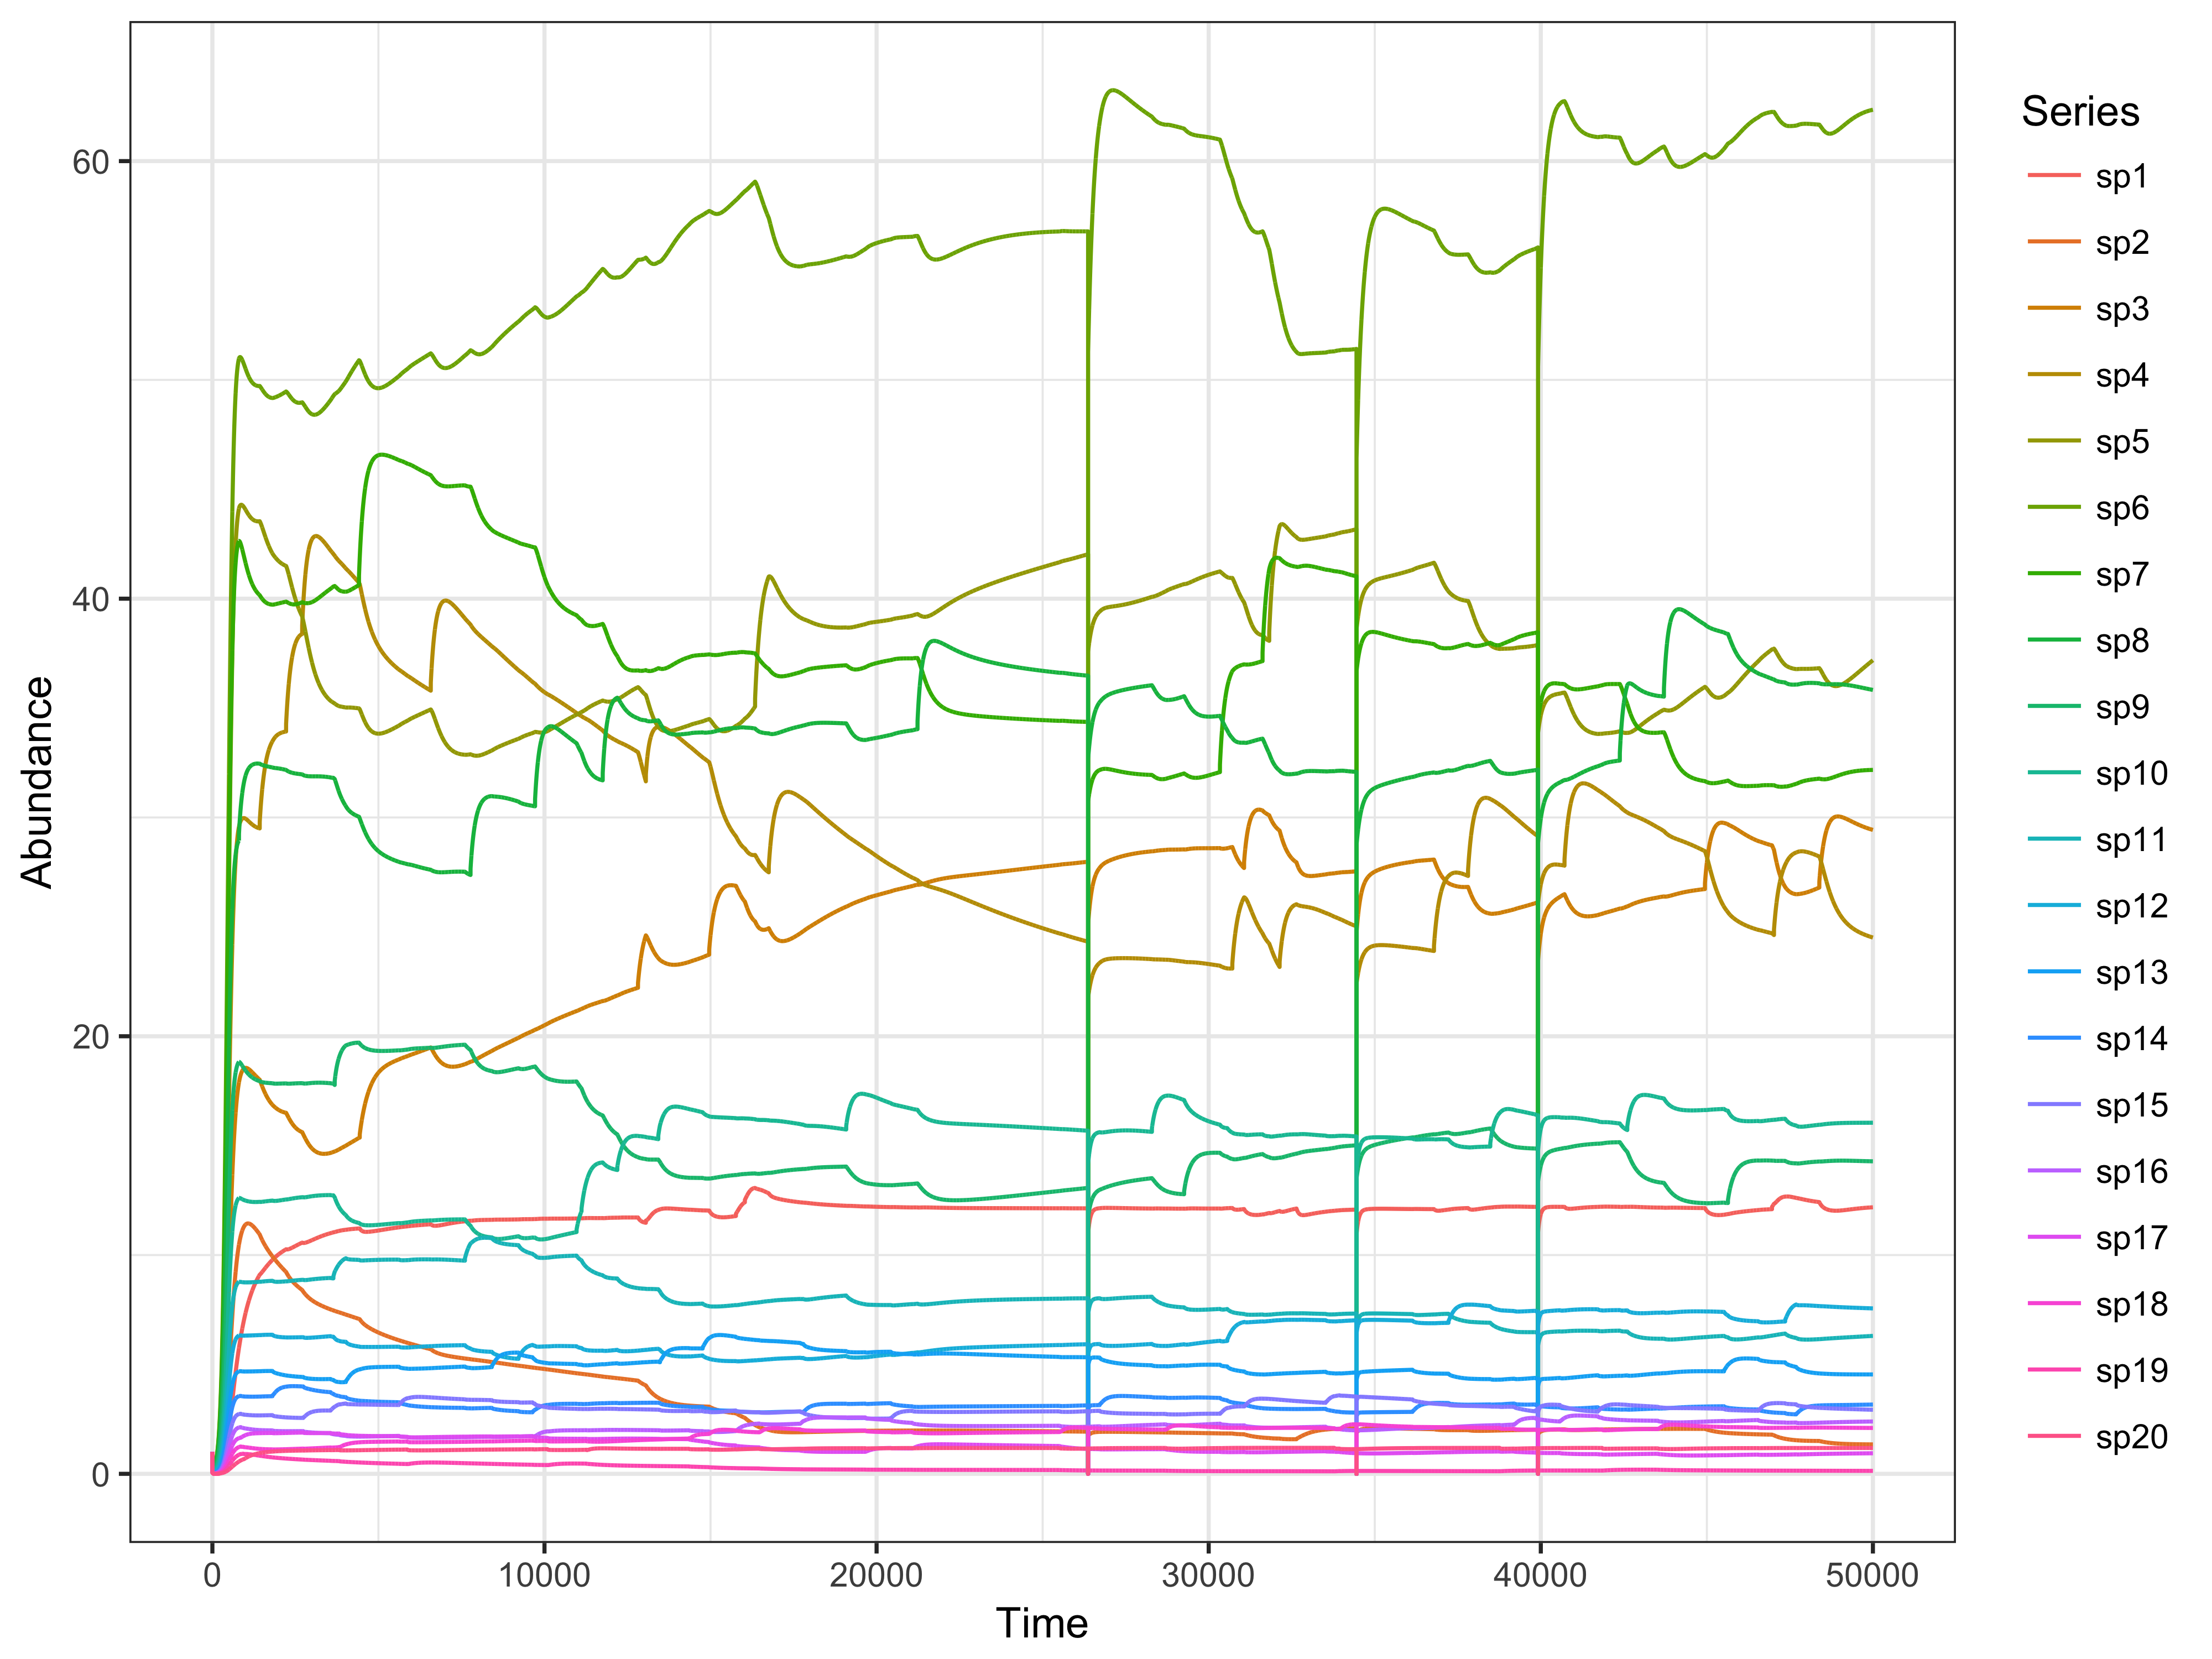 Abundance
60
40
20
0
0 10000 20000 30000 40000 50000
Time
Series
sp1
sp2
sp3
sp4
sp5
sp6
sp7
sp8
sp9
sp10
sp11
sp12
sp13
sp14
sp15
sp16
sp17
sp18
sp19
sp20